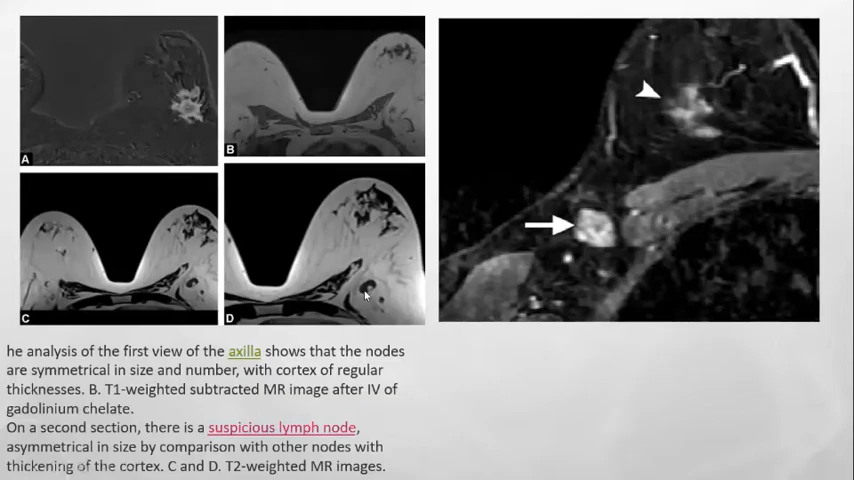 A
B
C
D
he analysis of the first view of the axilla shows that the nodes
are symmetrical in size and number, with cortex of regular
thicknesses. B. T1-weighted subtracted MR image after IV of
gadolinium chelate.
On a second section, there is a suspicious lymph node,
asymmetrical in size by comparison with other nodes with
thickening of the cortex. C and D. T2-weighted MR images.